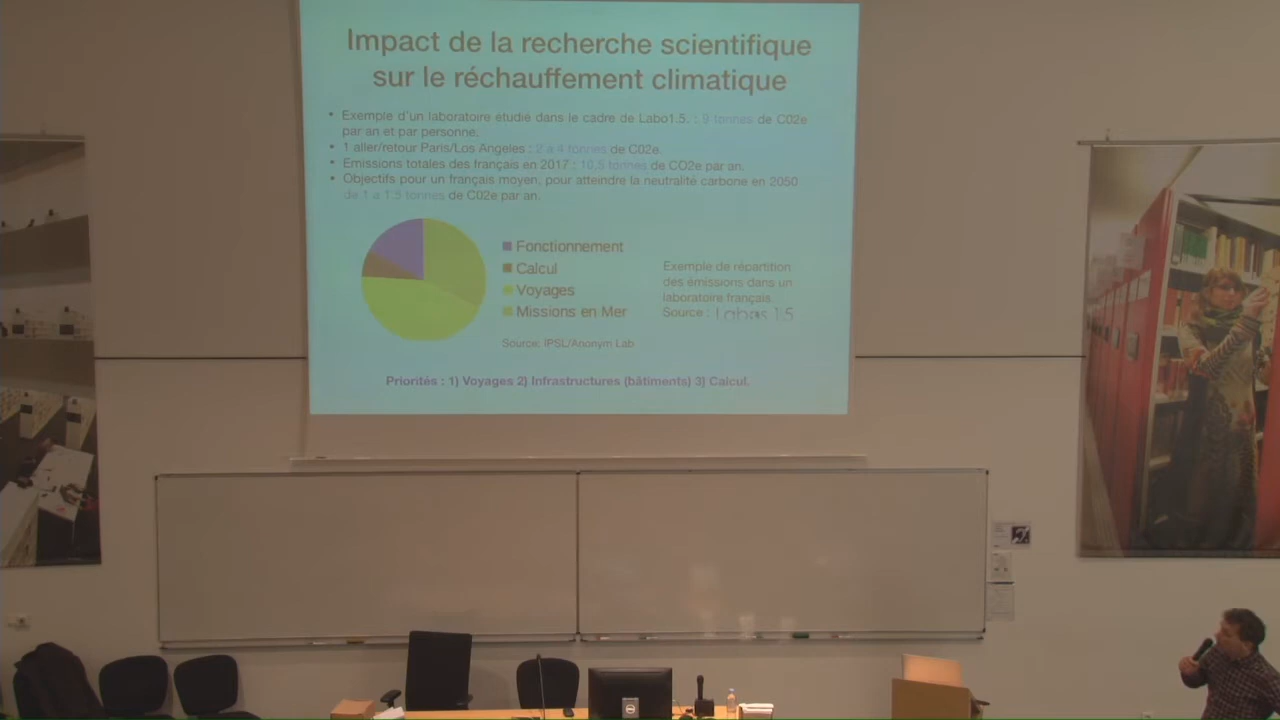 Impact de la recherche scientifique
sur le réchauffement climatique
• Exemple d'un laboratoire étudié dans le cadre de Labo1.5. : 9 tonnes de C02e
par an et par personne.
• 1 aller/retour Paris/Los Angeles : 2 à 4 tonnes de C02e.
• Emissions totales des français en 2017 : 10,5 tonnes de CO2e par an.
• Objectifs pour un français moyen, pour atteindre la neutralité carbone en 2050
de 1 à 1.5 tonnes de C02e par an.
Fonctionnement
Calcul
Voyages
Missions en Mer
Source: IPSL/Anonym Lab
Exemple de répartition
des émissions dans un
laboratoire français.
Source : Labos 1.5
Priorités : 1) Voyages 2) Infrastructures (bâtiments) 3) Calcul.